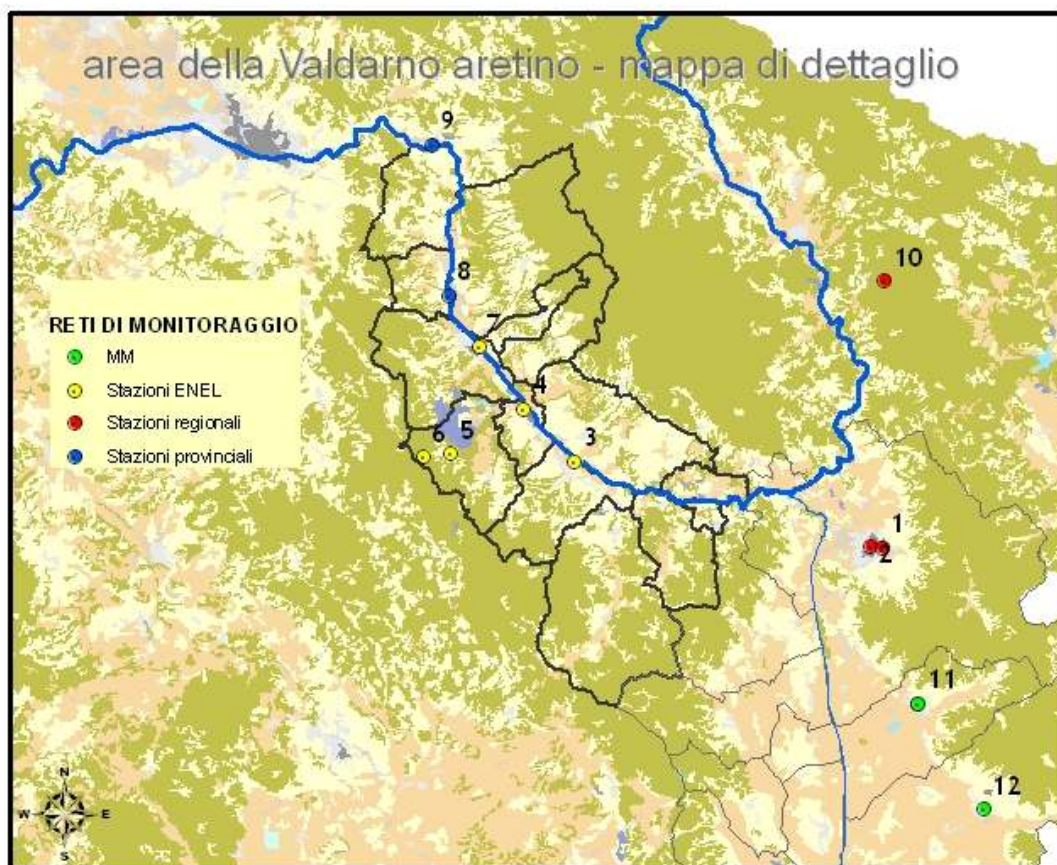 area della Valdarno aretino - mappa di dettaglio
9
10
8
RETI DI MONITORAGGIO
7
MM
Stazioni ENEL
4
Stazioni regionali
6
5
3
Stazioni provinciali
1
2
11
12
N
W
E
S